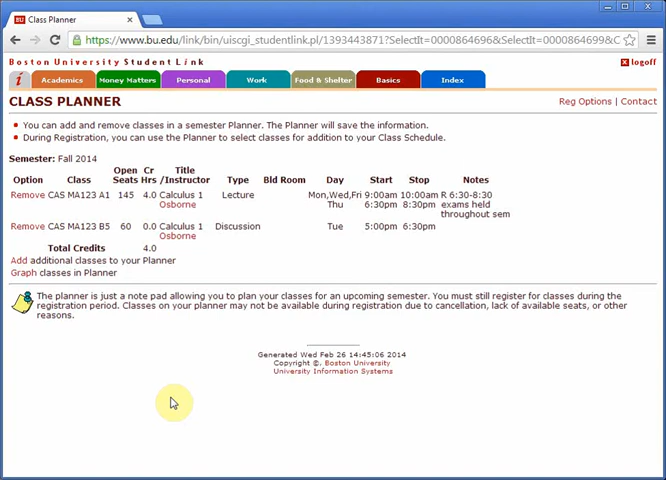 BU Class Planner
https://www.bu.edu/link/bin/uiscgi_studentlink.pl/1393443871?SelectIt=0000864696&SelectIt=0000864699&C
Boston University Student Link
logoff
i Academics Money Matters Personal Work Food & Shelter Basics Index
CLASS PLANNER
Reg Options | Contact
You can add and remove classes in a semester Planner. The Planner will save the information.
During Registration, you can use the Planner to select classes for addition to your Class Schedule.
Semester: Fall 2014
Option Class Open Seats Cr Hrs Title /Instructor Type Bld Room Day Start Stop Notes
Remove CAS MA123 A1 145 4.0 Calculus 1 Lecture Mon,Wed,Fri 9:00am 10:00am R 6:30-8:30
Osborne Thu 6:30pm 8:30pm exams held
throughout sem
Remove CAS MA123 B5 60 0.0 Calculus 1 Discussion Tue 5:00pm 6:30pm
Osborne
Total Credits 4.0
Add additional classes to your Planner
Graph classes in Planner
The planner is just a note pad allowing you to plan your classes for an upcoming semester. You must still register for classes during the
registration period. Classes on your planner may not be available during registration due to cancellation, lack of available seats, or other
reasons.
Generated Wed Feb 26 14:45:06 2014
Copyright ©. Boston University
University Information Systems